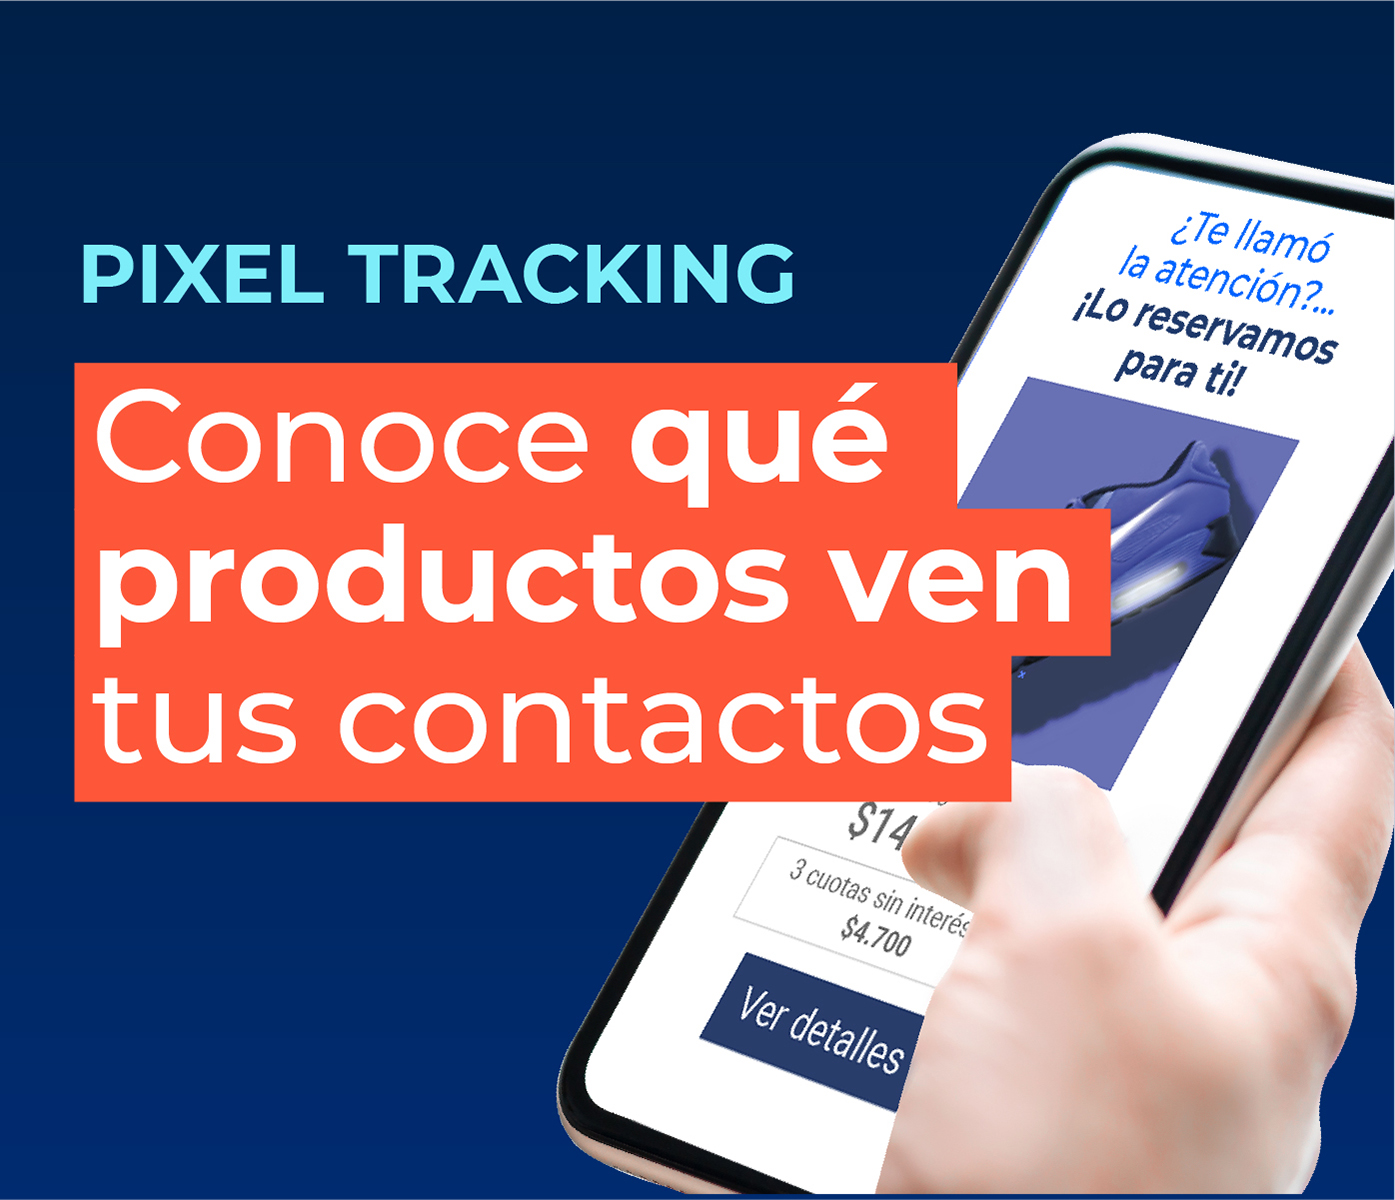 PIXEL TRACKING
Conoce qué
productos ven
tus contactos
¿Te llamó
la atención?...
¡Lo reservamos
para ti!
$14
3 cuotas sin interés
$4.700
Ver detalles